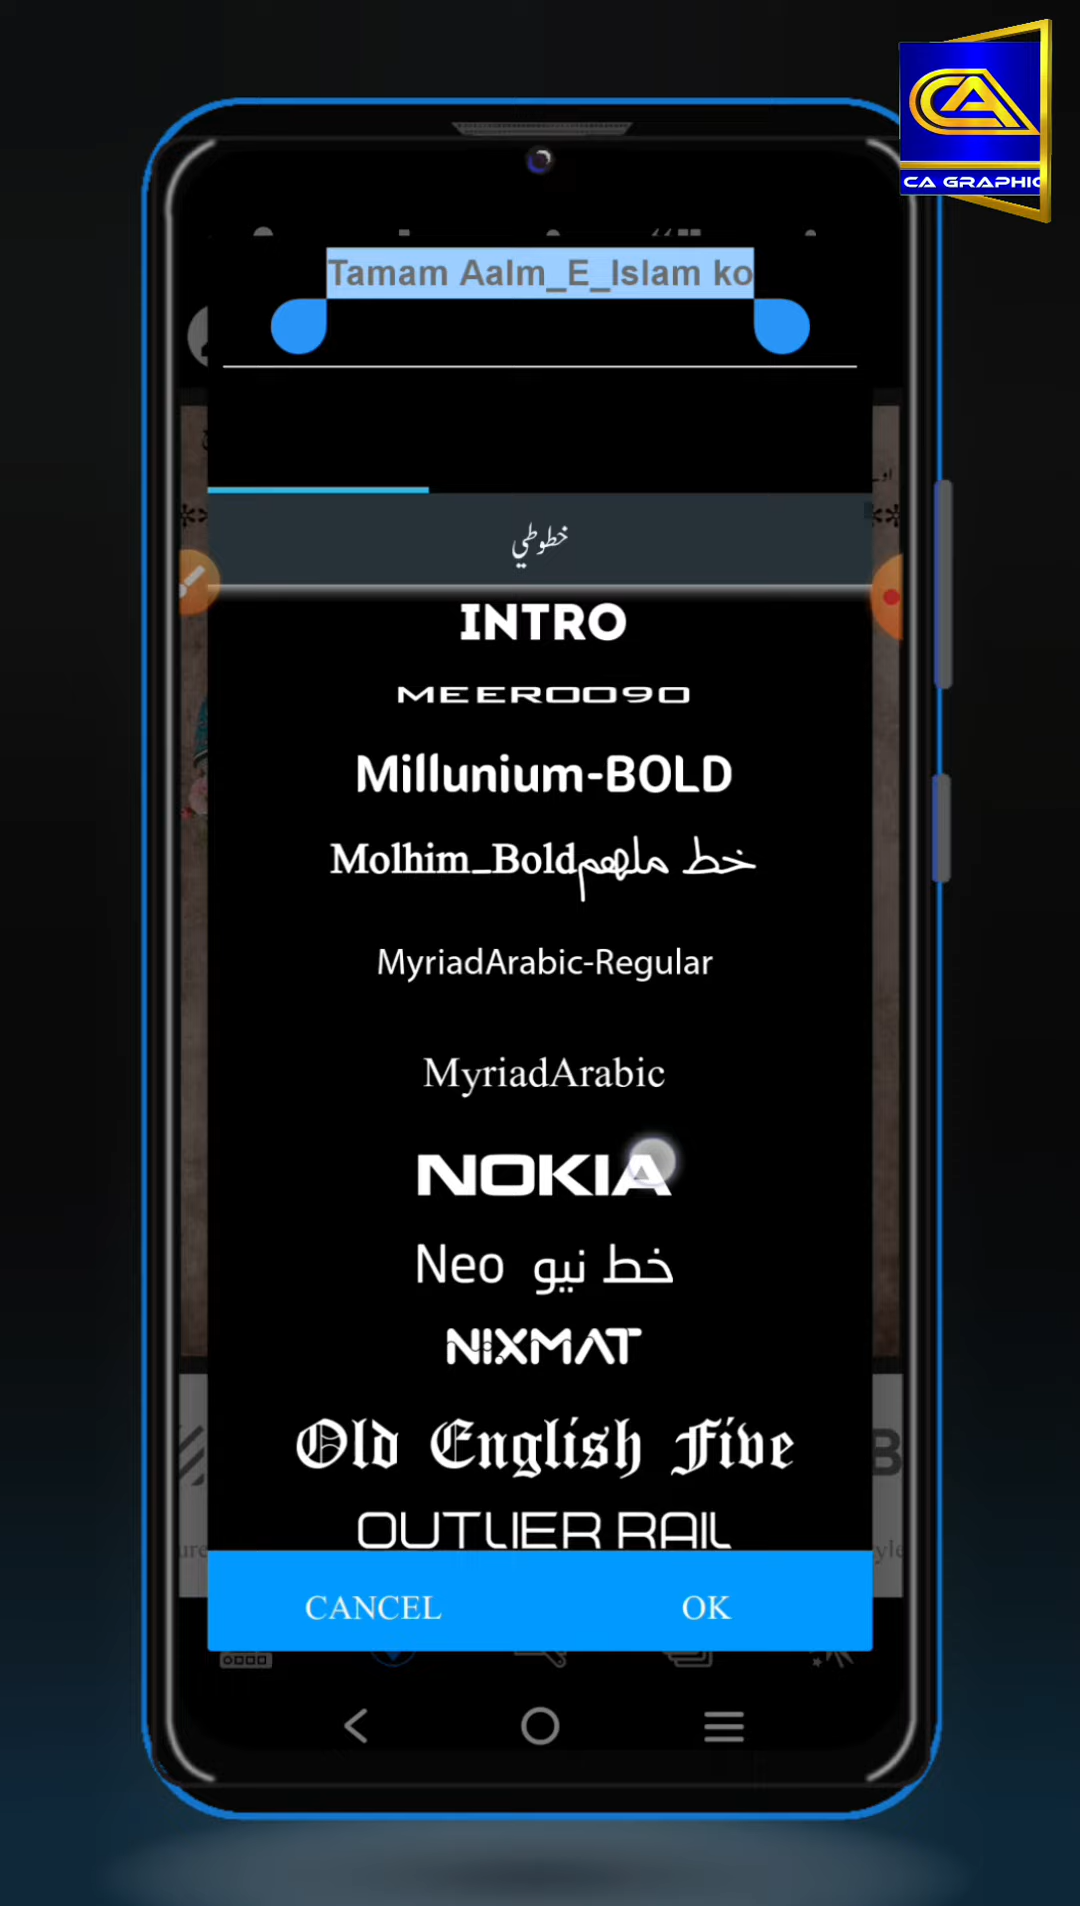 CA GRAPHIC
Tamam Aalm_E_Islam ko
خطوطي
INTRO
MEER0090
Millunium-BOLD
Molhim_Bold خط ملهم
MyriadArabic-Regular
MyriadArabic
NOKIA
Neo خط نيو
NIXMAT
Old English Five
OUTLIER RAIL
CANCEL OK